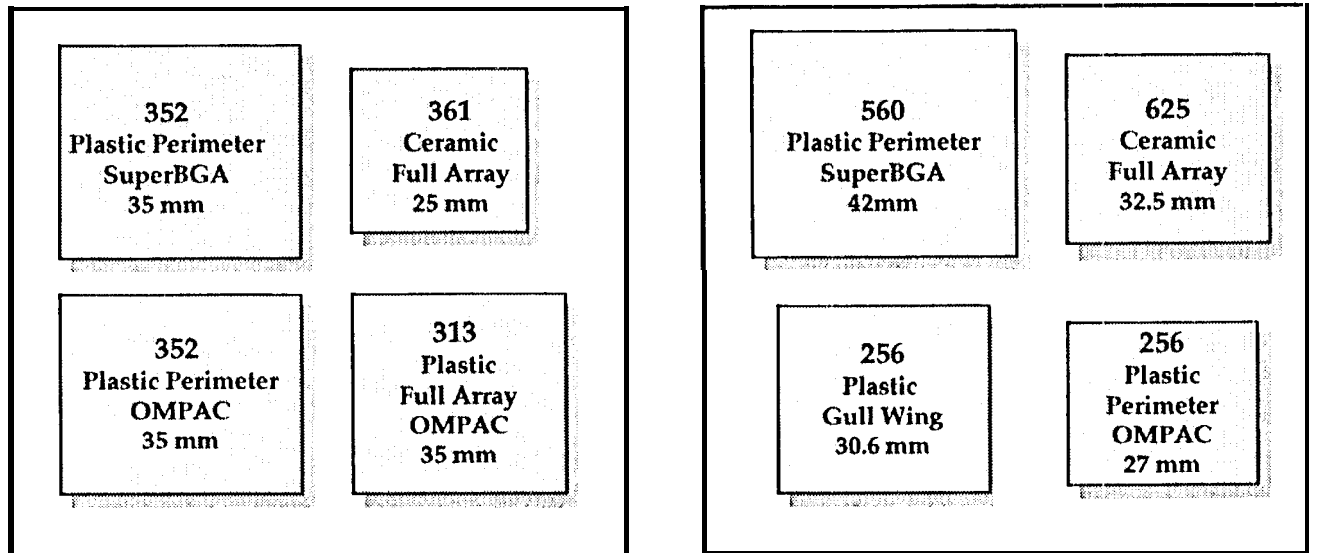 352
Plastic Perimeter
SuperBGA
35 mm
361
Ceramic
Full Array
25 mm
352
Plastic Perimeter
OMPAC
35 mm
313
Plastic
Full Array
OMPAC
35 mm
560
Plastic Perimeter
SuperBGA
42mm
625
Ceramic
Full Array
32.5 mm
256
Plastic
Gull Wing
30.6 mm
256
Plastic
Perimeter
OMPAC
27 mm